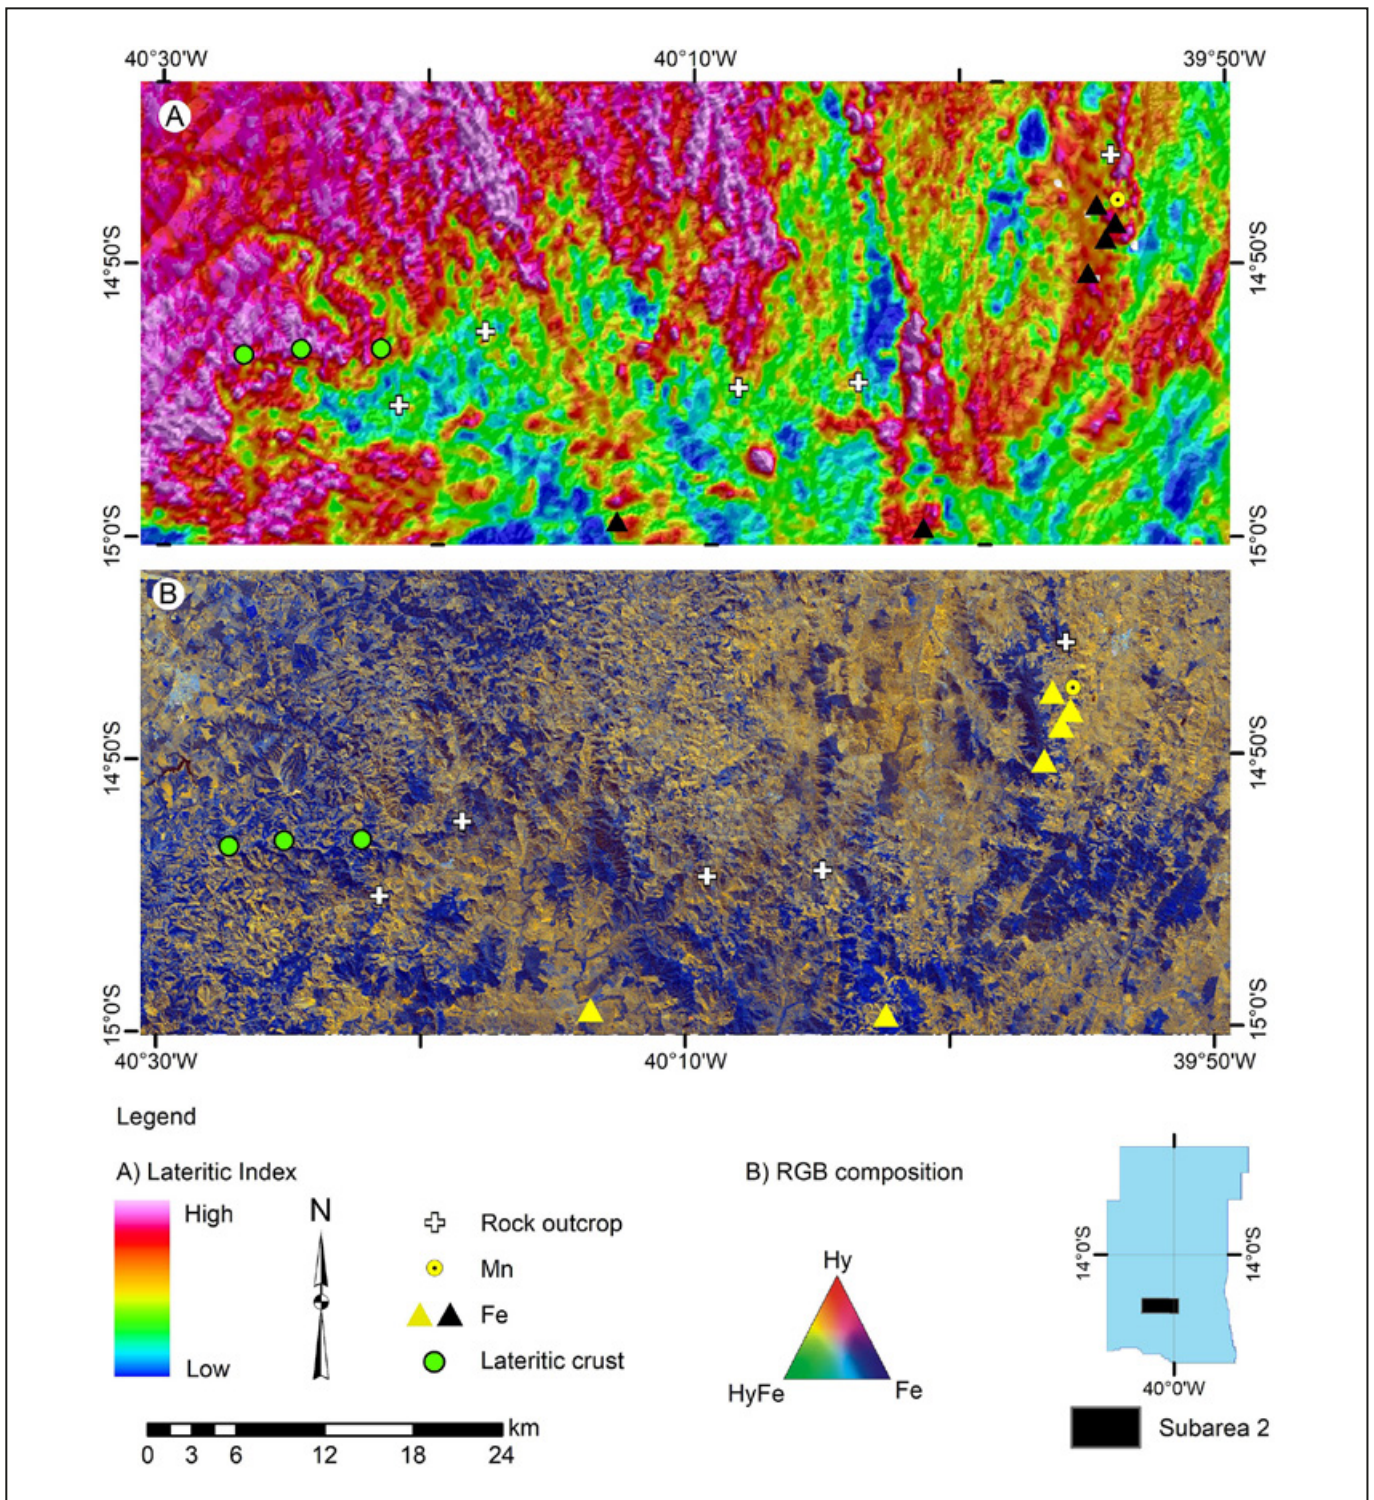 40°30'W 40°10'W 39°50'W
A
14°50'S 14°50'S
15°0'S 15°0'S
B
14°50'S 14°50'S
15°0'S 15°0'S
40°30'W 40°10'W 39°50'W
Legend
A) Lateritic Index
High
Low
N
Rock outcrop
Mn
Fe
Lateritic crust
0 3 6 12 18 24 km
B) RGB composition
Hy
HyFe Fe
14°0'S 14°0'S
40°0'W
Subarea 2